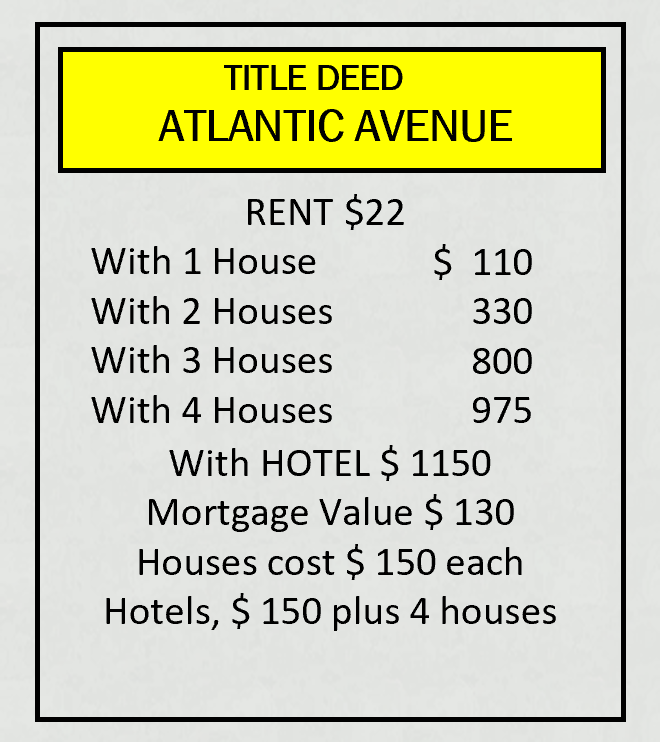 TITLE DEED
ATLANTIC AVENUE
RENT $22
With 1 House $ 110
With 2 Houses 330
With 3 Houses 800
With 4 Houses 975
With HOTEL $ 1150
Mortgage Value $ 130
Houses cost $ 150 each
Hotels, $ 150 plus 4 houses